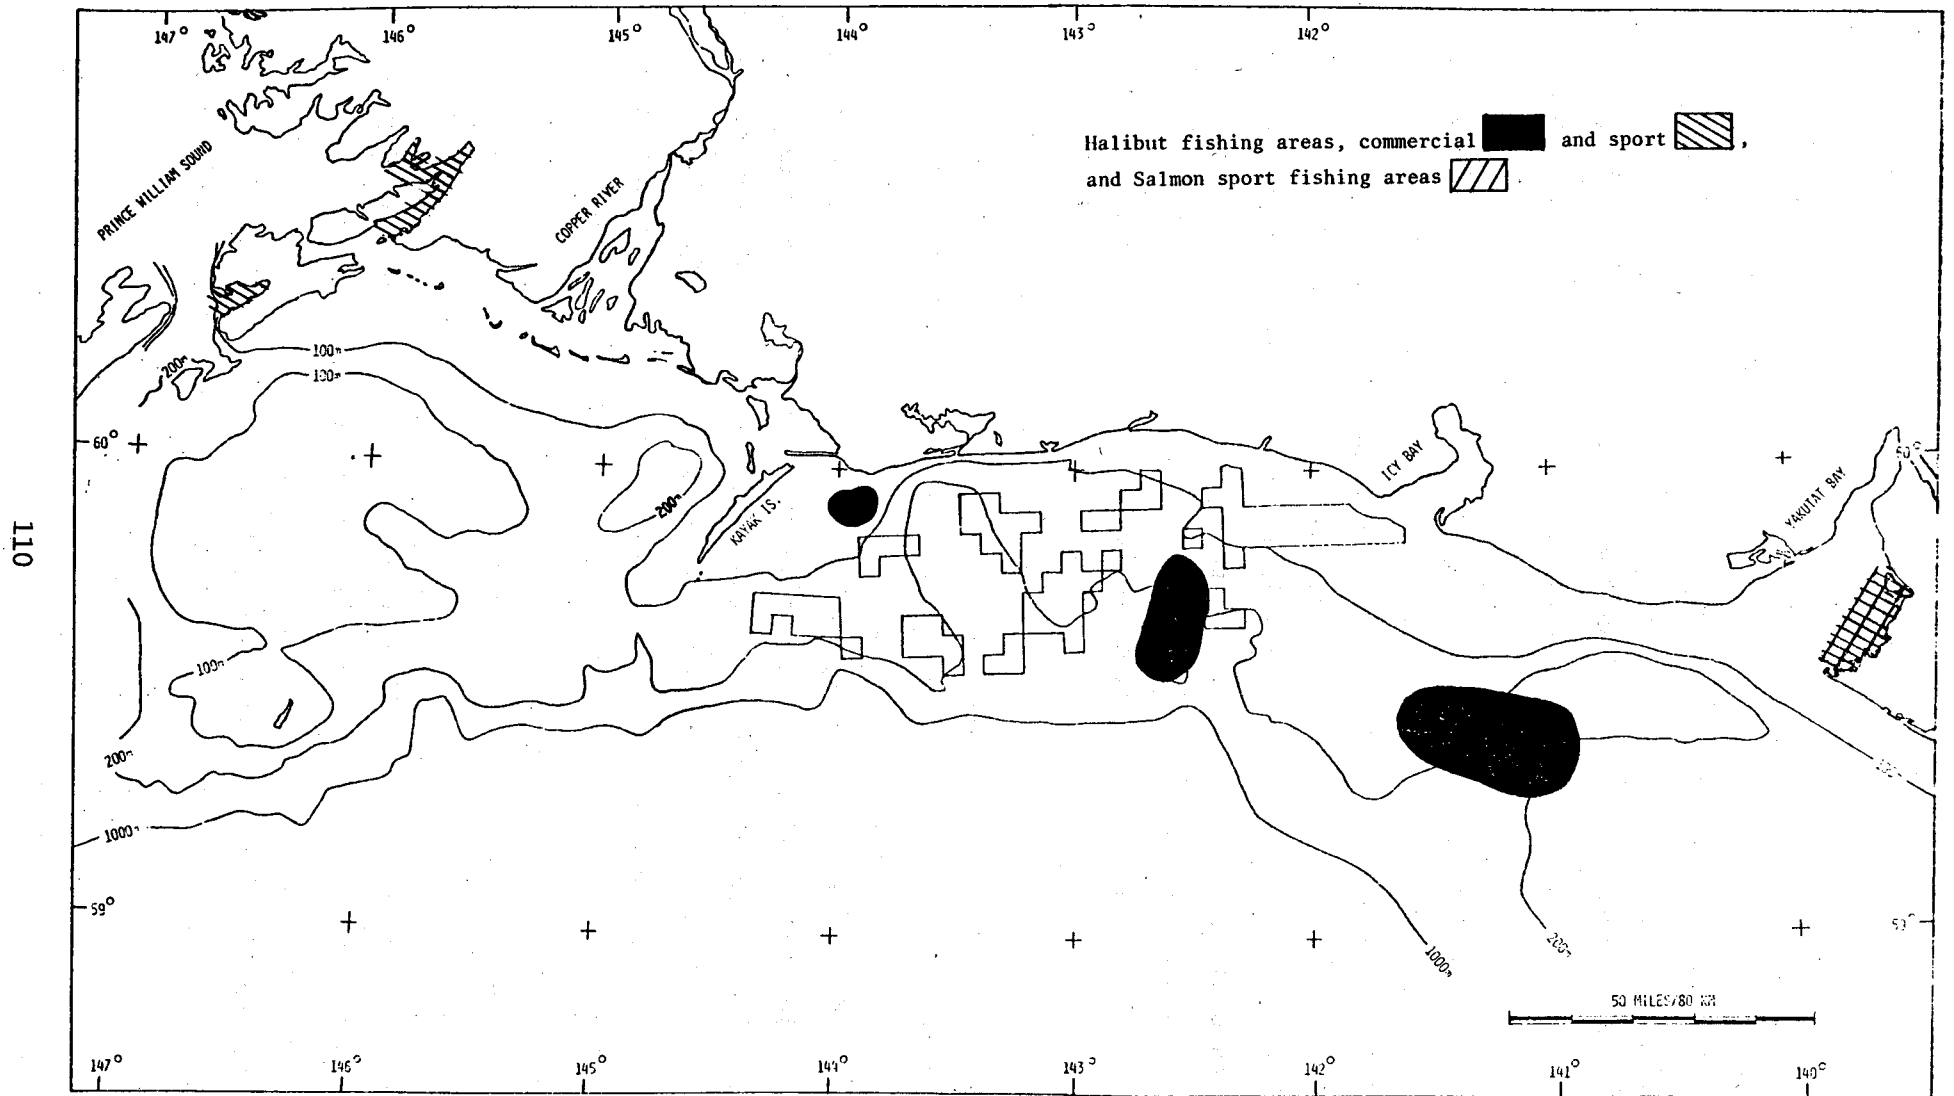 147° 146° 145° 144° 143° 142°
Halibut fishing areas, commercial and sport ,
and Salmon sport fishing areas
PRINCE WILLIAM SOUND
COPPER RIVER
100m
100m
200m
60°
ICY BAY
YAKUTAT BAY
200m
KAYAK IS.
110
100m
200m
1000m
59°
59°
1000m
200m
50 MILES/80 KM
147° 146° 145° 144° 143° 142° 141° 140°